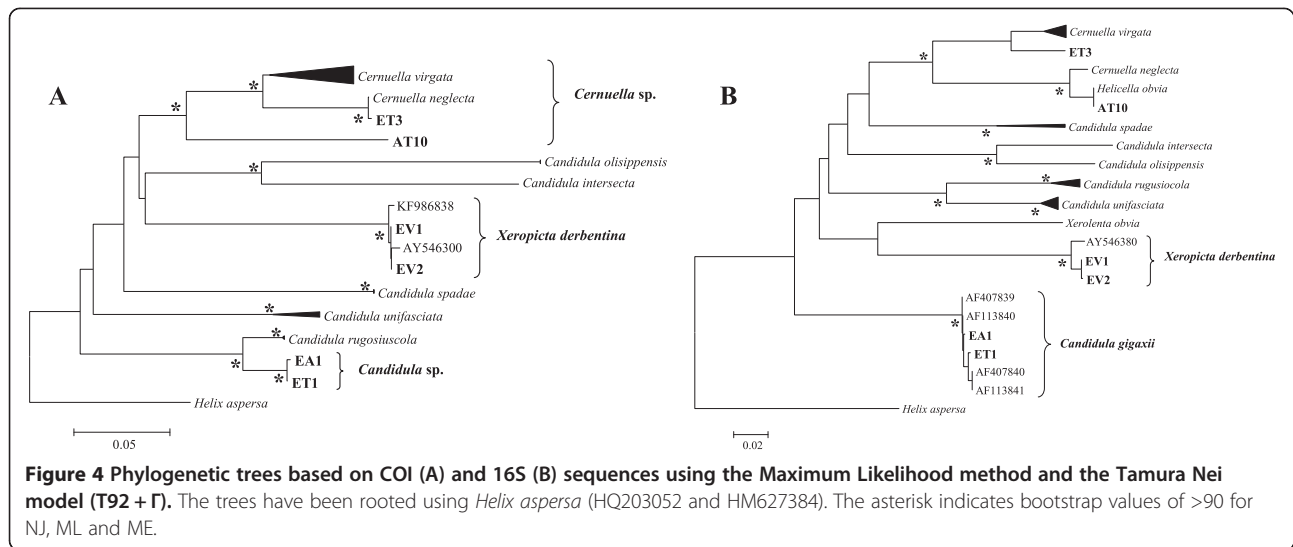 A
Cernuella virgata
Cernuella neglecta
* ET3
AT10
Cernuella sp.
Candidula olisippensis
Candidula intersecta
KF986838
EV1
AY546300
EV2
Xeropicta derbentina
Candidula spadae
Candidula unifasciata
Candidula rugosiuscola
EA1
ET1
Candidula sp.
Helix aspersa
0.05
B
Cernuella virgata
ET3
Cernuella neglecta
Helicella obvia
AT10
Candidula spadae
Candidula intersecta
Candidula olisippensis
Candidula rugusiocola
Candidula unifasciata
Xerolenta obvia
AY546380
EV1
EV2
Xeropicta derbentina
AF407839
AF113840
EA1
ET1
AF407840
AF113841
Candidula gigaxii
Helix aspersa
0.02
Figure 4 Phylogenetic trees based on COI (A) and 16S (B) sequences using the Maximum Likelihood method and the Tamura Nei
model (T92 + Γ). The trees have been rooted using Helix aspersa (HQ203052 and HM627384). The asterisk indicates bootstrap values of >90 for
NJ, ML and ME.